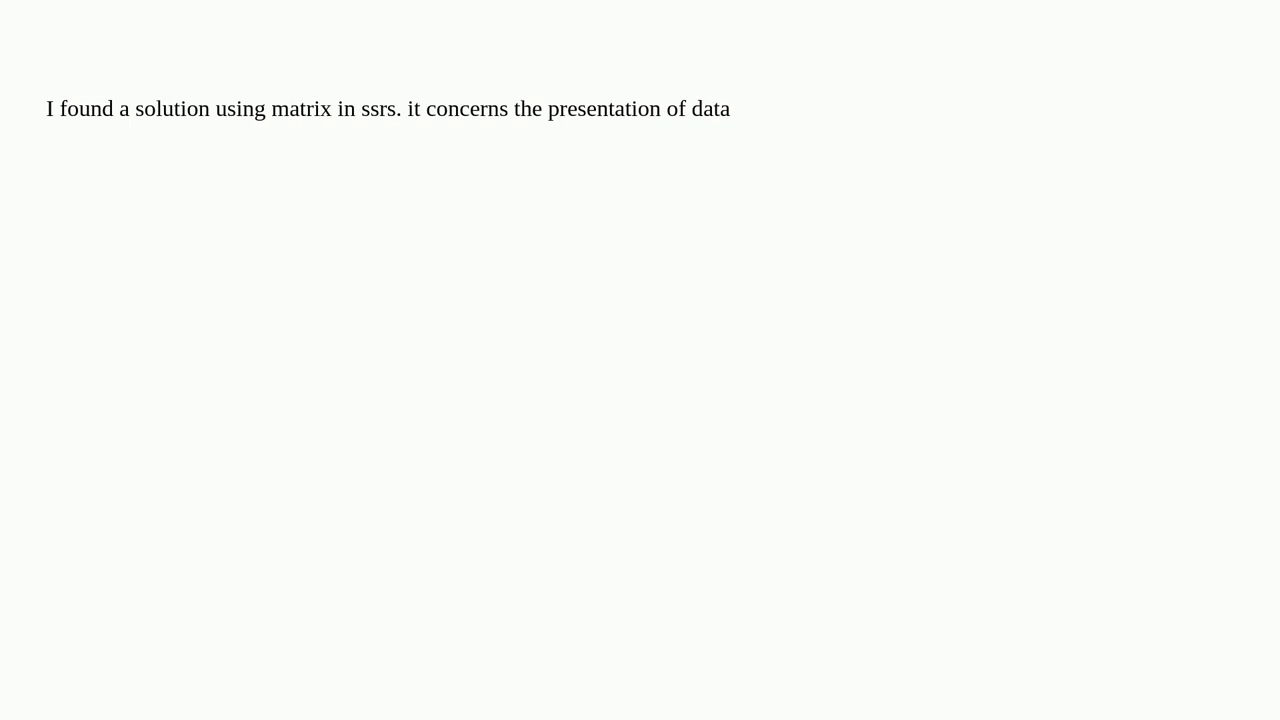 I found a solution using matrix in ssrs. it concerns the presentation of data